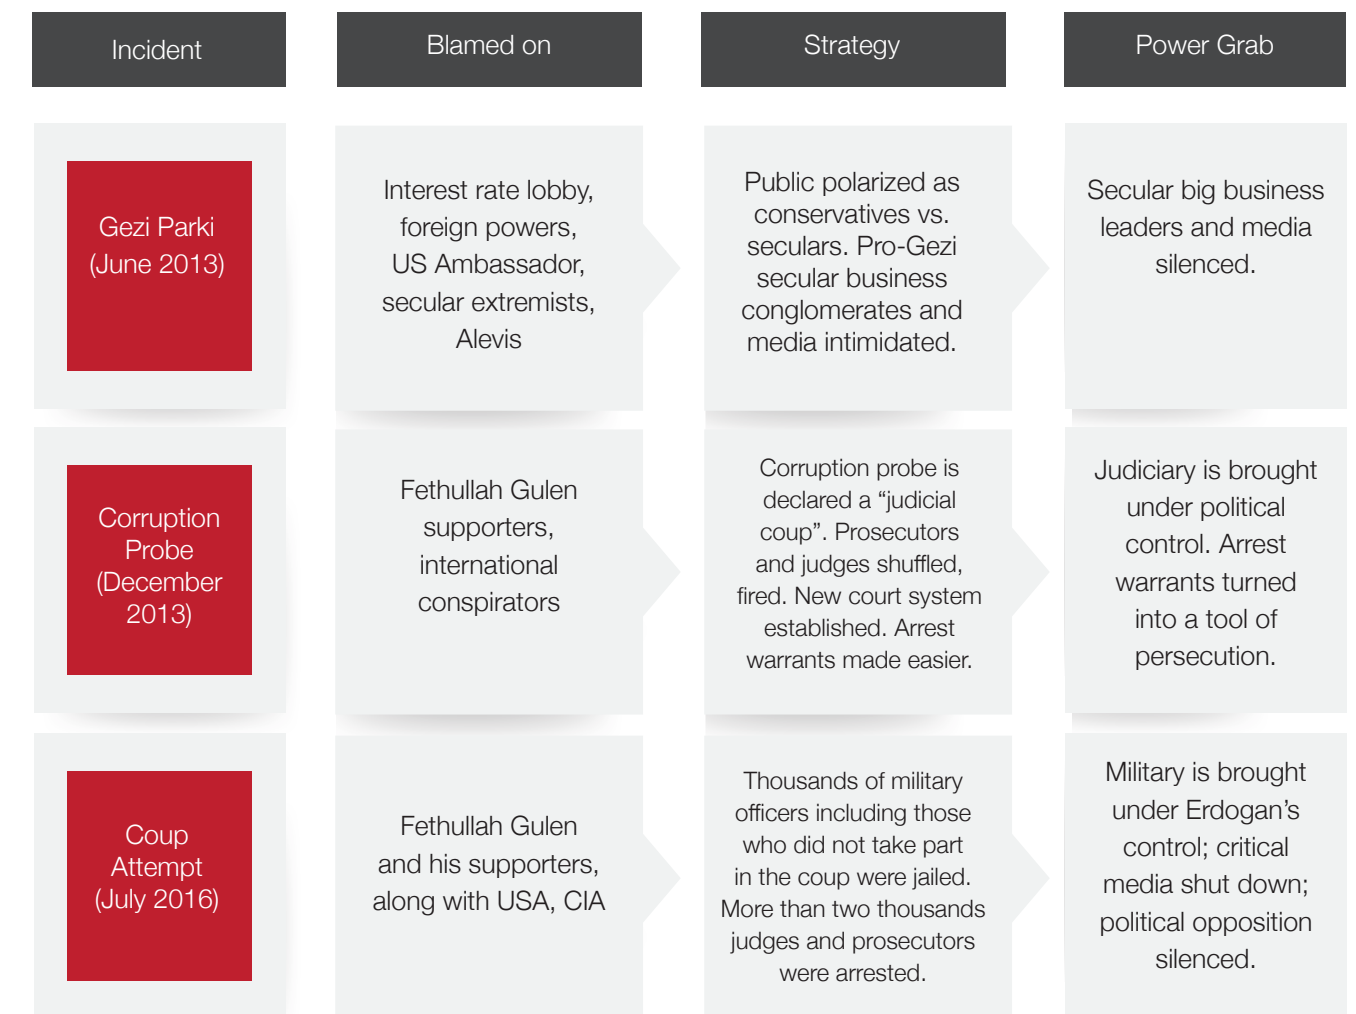 Incident
Blamed on
Strategy
Power Grab
Gezi Parki
(June 2013)
Interest rate lobby,
foreign powers,
US Ambassador,
secular extremists,
Alevis
Public polarized as
conservatives vs.
seculars. Pro-Gezi
secular business
conglomerates and
media intimidated.
Secular big business
leaders and media
silenced.
Corruption
Probe
(December
2013)
Fethullah Gulen
supporters,
international
conspirators
Corruption probe is
declared a “judicial
coup”. Prosecutors
and judges shuffled,
fired. New court system
established. Arrest
warrants made easier.
Judiciary is brought
under political
control. Arrest
warrants turned
into a tool of
persecution.
Coup
Attempt
(July 2016)
Fethullah Gulen
and his supporters,
along with USA, CIA
Thousands of military
officers including those
who did not take part
in the coup were jailed.
More than two thousands
judges and prosecutors
were arrested.
Military is brought
under Erdogan’s
control; critical
media shut down;
political opposition
silenced.